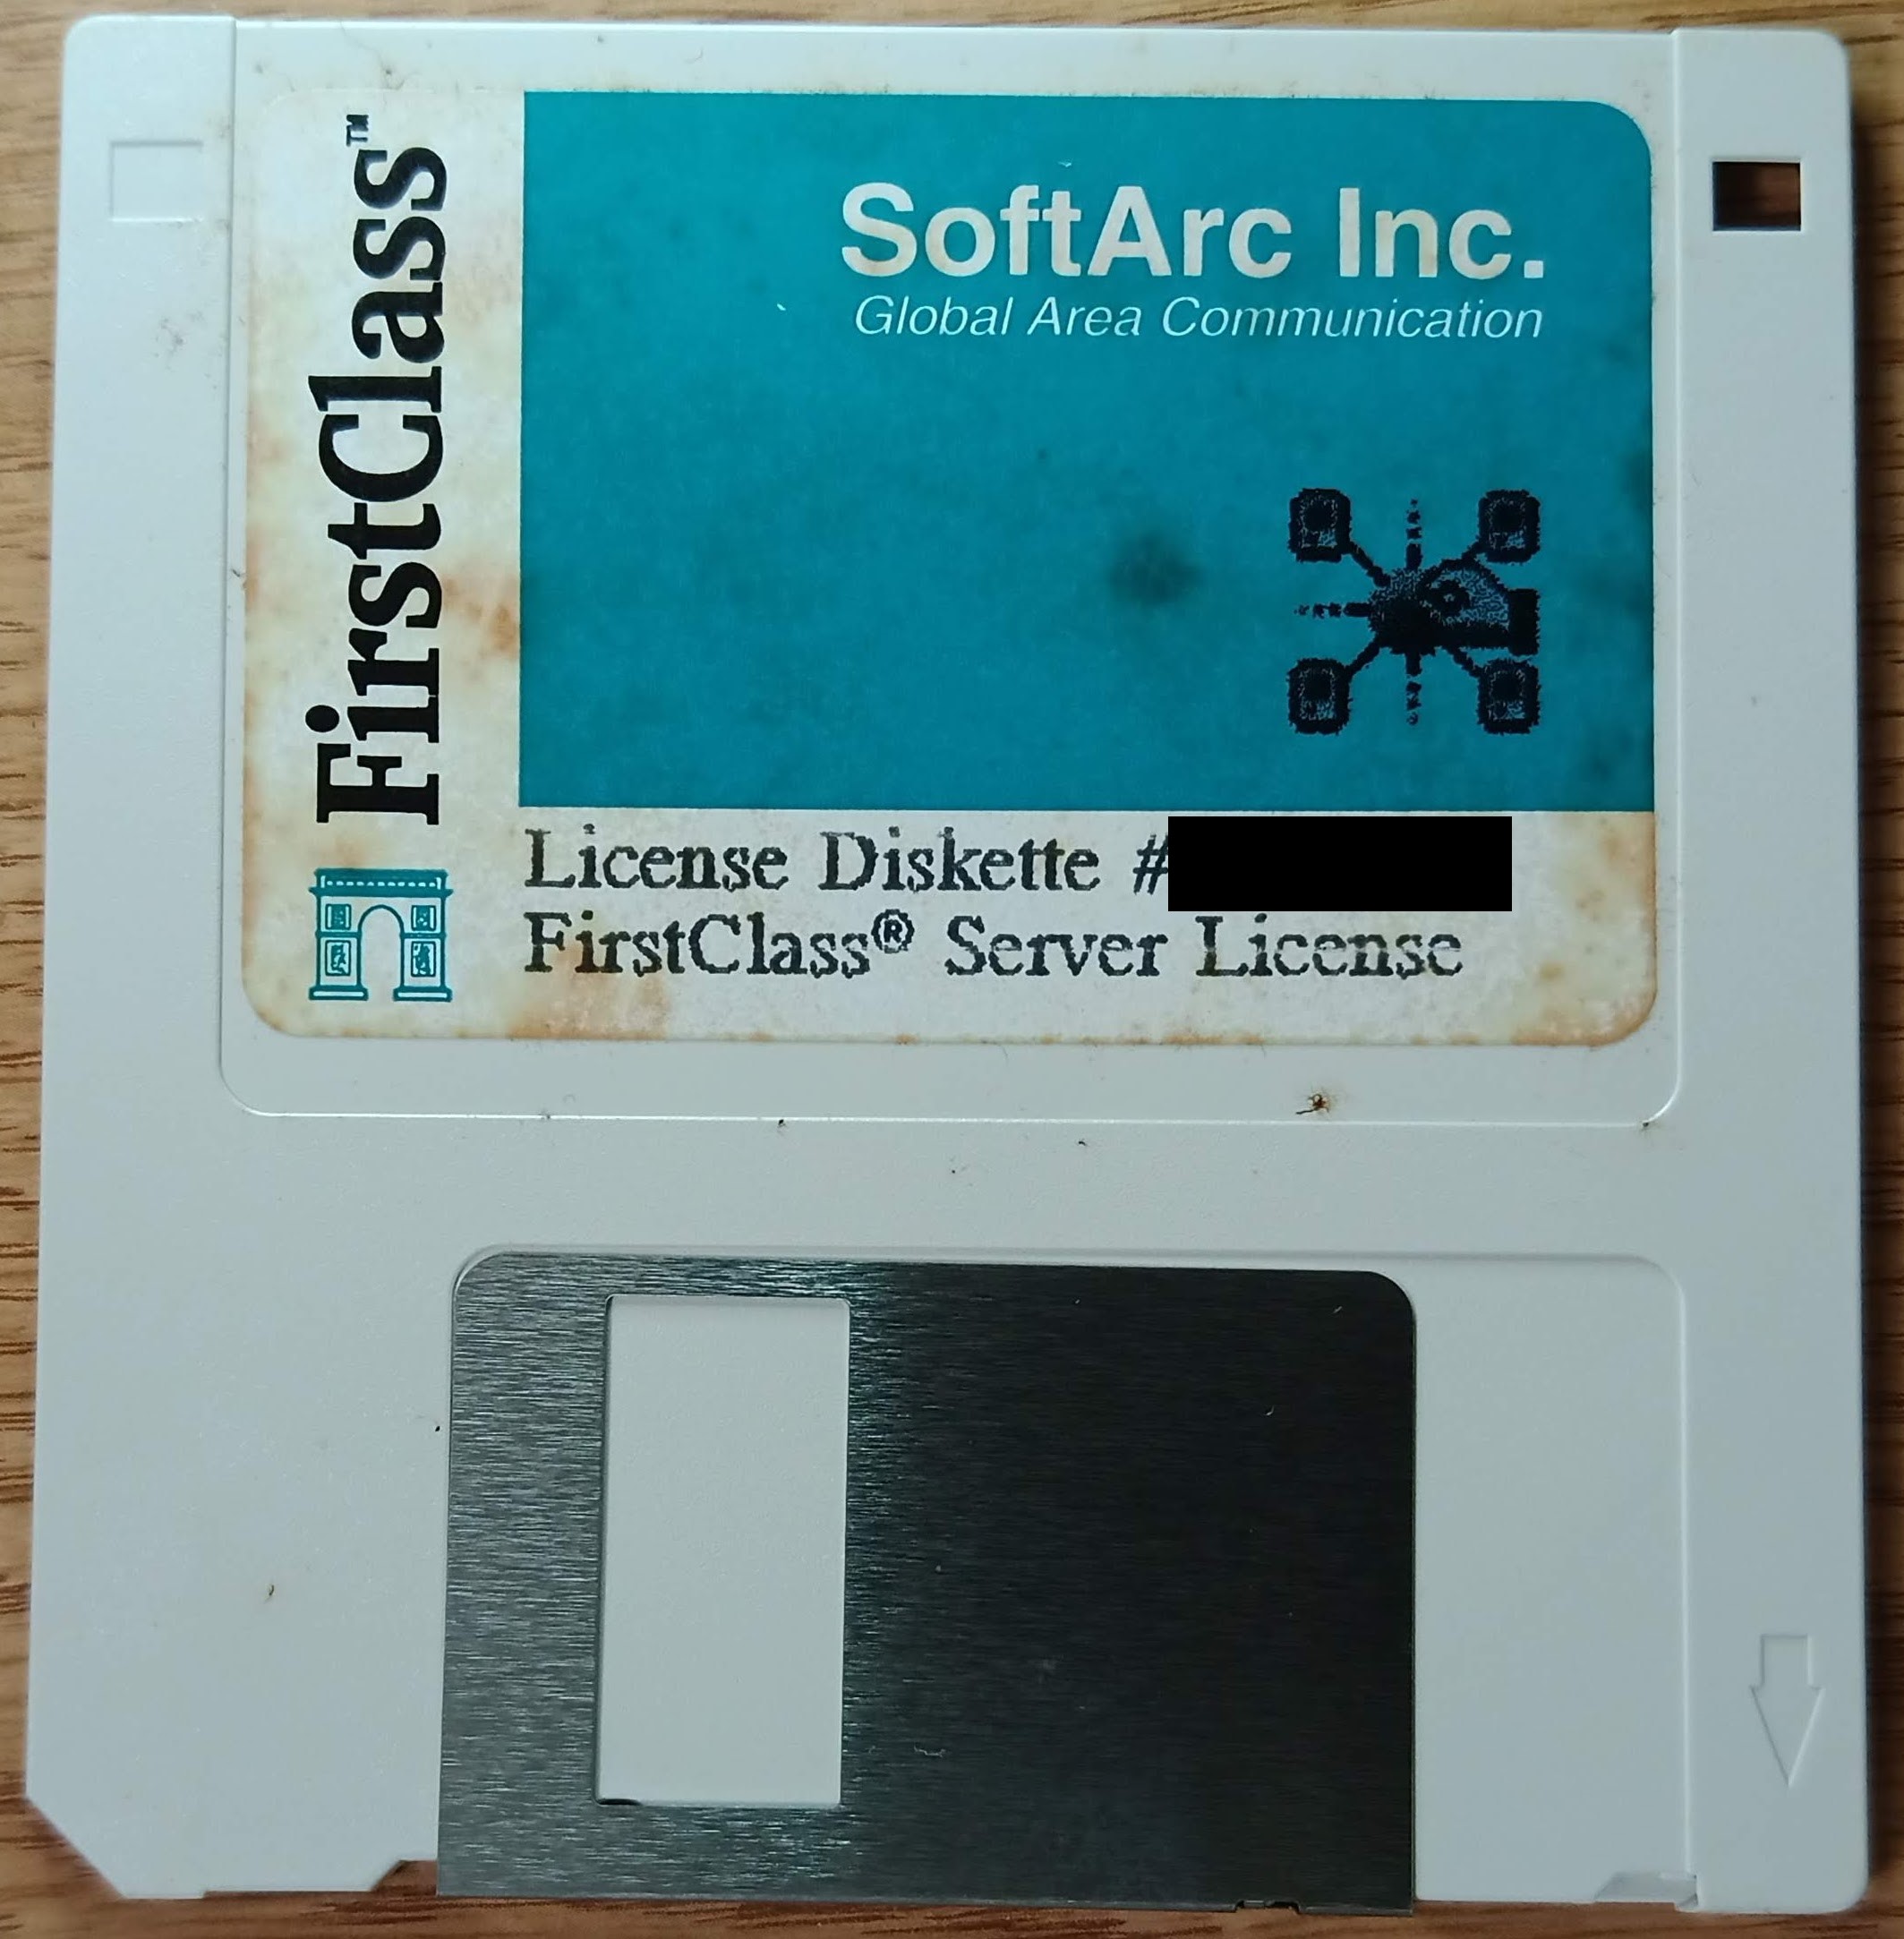 FirstClass™
SoftArc Inc.
Global Area Communication
License Diskette #
FirstClass® Server License